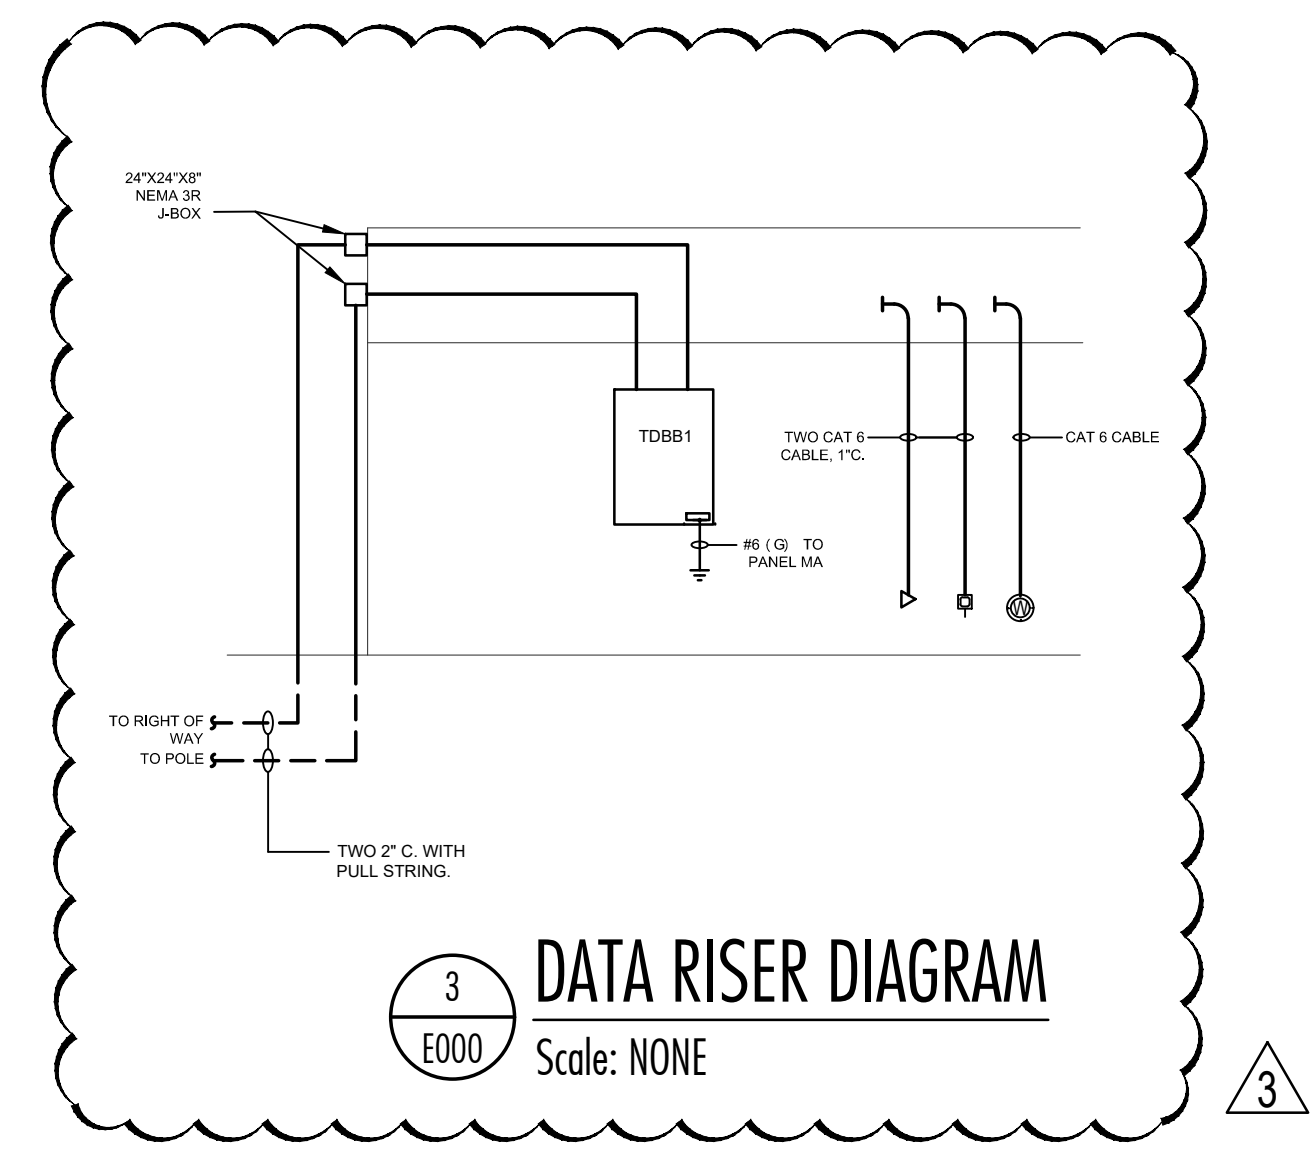 24"X24"X8"
NEMA 3R
J-BOX
TDBB1
TWO CAT 6
CABLE, 1"C.
CAT 6 CABLE
#6 ( G) TO
PANEL MA
W
TO RIGHT OF
WAY
TO POLE
TWO 2" C. WITH
PULL STRING.
3
E000
DATA RISER DIAGRAM
Scale: NONE
3